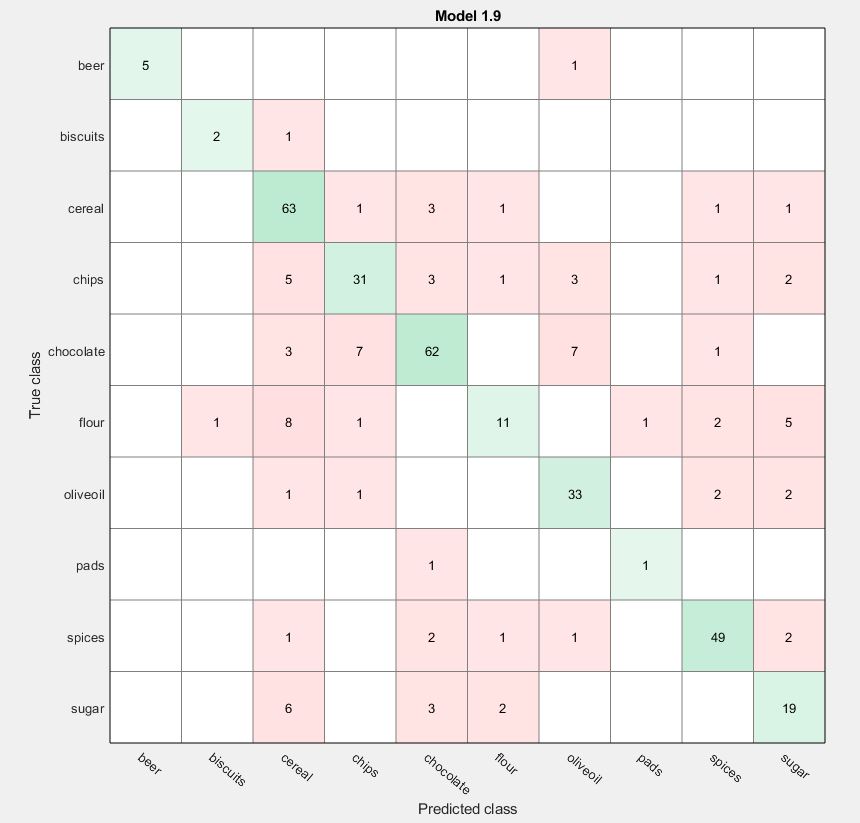 Model 1.9
beer 5 1
biscuits 2 1
cereal 63 1 3 1 1 1
chips 5 31 3 1 3 1 2
chocolate 3 7 62 7 1
flour 1 8 1 11 1 2 5
oliveoil 1 1 33 2 2
pads 1 1
spices 1 2 1 1 49 2
sugar 6 3 2 19
True class
beer biscuits cereal chips chocolate flour oliveoil pads spices sugar
Predicted class